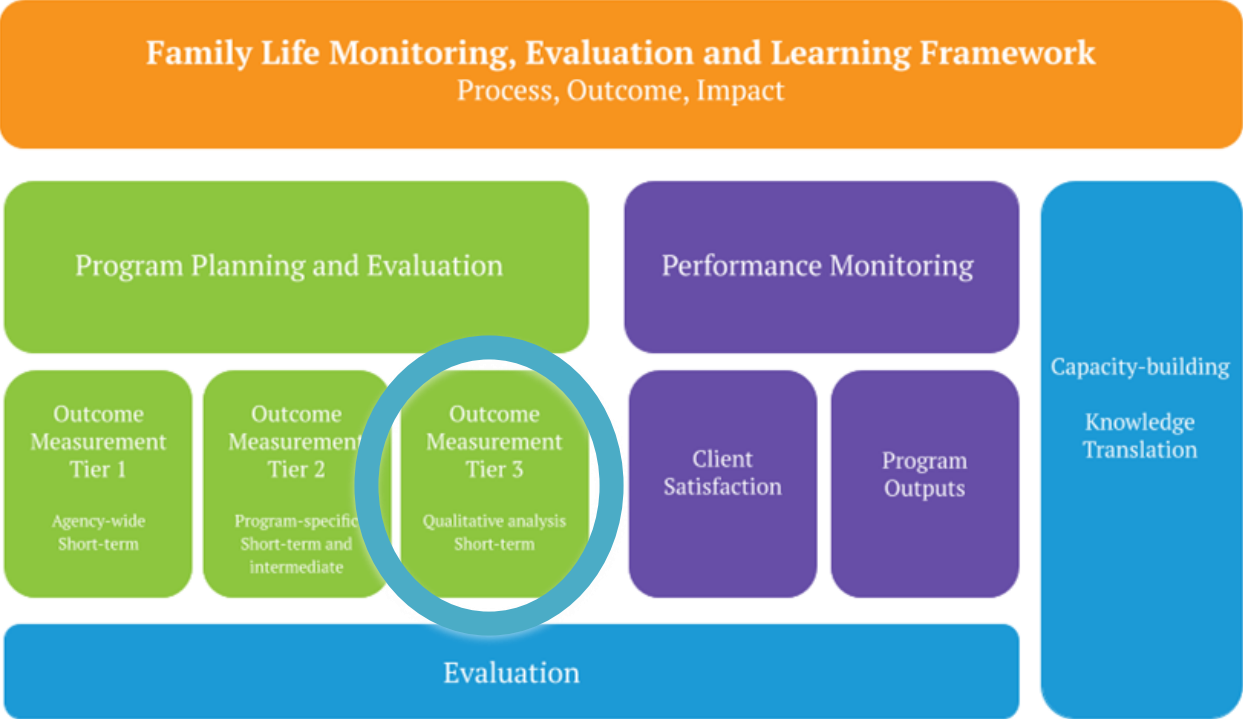 Family Life Monitoring, Evaluation and Learning Framework
Process, Outcome, Impact
Program Planning and Evaluation
Performance Monitoring
Capacity-building
Knowledge
Translation
Outcome
Measurement
Tier 1
Agency-wide
Short-term
Outcome
Measurement
Tier 2
Program-specific
Short-term and
intermediate
Outcome
Measurement
Tier 3
Qualitative analysis
Short-term
Client
Satisfaction
Program
Outputs
Evaluation